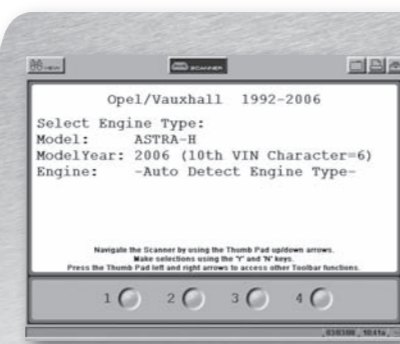 VIEW SCANNER
Opel/Vauxhall 1992-2006
Select Engine Type:
Model: ASTRA-H
ModelYear: 2006 (10th VIN Character=6)
Engine: -Auto Detect Engine Type-
Navigate the Scanner by using the Thumb Pad up/down arrows.
Make selections using the 'Y' and 'N' keys.
Press the Thumb Pad left and right arrows to access other Toolbar functions.
1 2 3 4